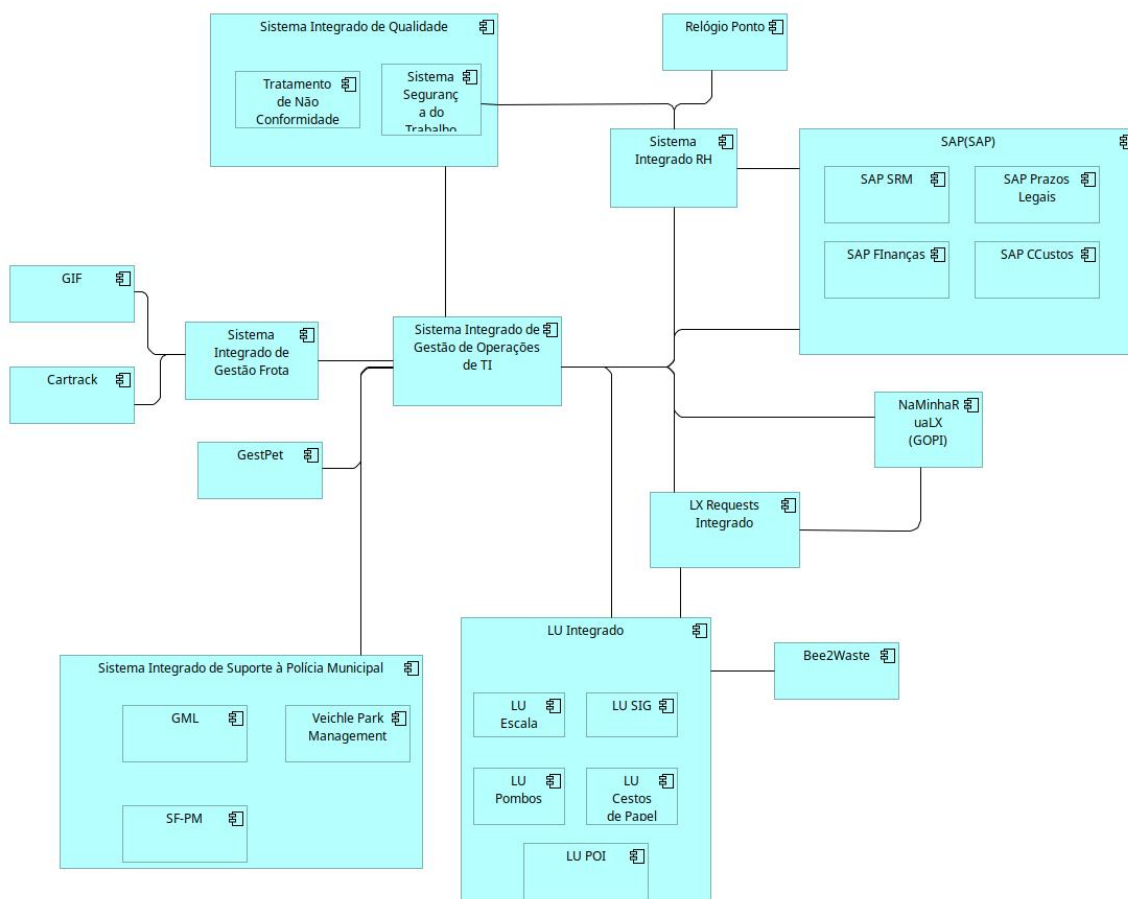 Sistema Integrado de Qualidade
Tratamento
de Não
Conformidade
Sistema
Seguranç
a do
Trabalho
Relógio Ponto
Sistema
Integrado RH
SAP(SAP)
SAP SRM
SAP Prazos
Legais
SAP FInanças
SAP CCustos
GIF
Cartrack
Sistema
Integrado de
Gestão Frota
Sistema Integrado de
Gestão de Operações
de TI
GestPet
NaMinhaR
uaLX
(GOPI)
LX Requests
Integrado
Sistema Integrado de Suporte à Polícia Municipal
GML
Veichle Park
Management
SF-PM
LU Integrado
LU
Escala
LU SIG
LU
Pombos
LU
Cestos
de Papel
LU POI
Bee2Waste